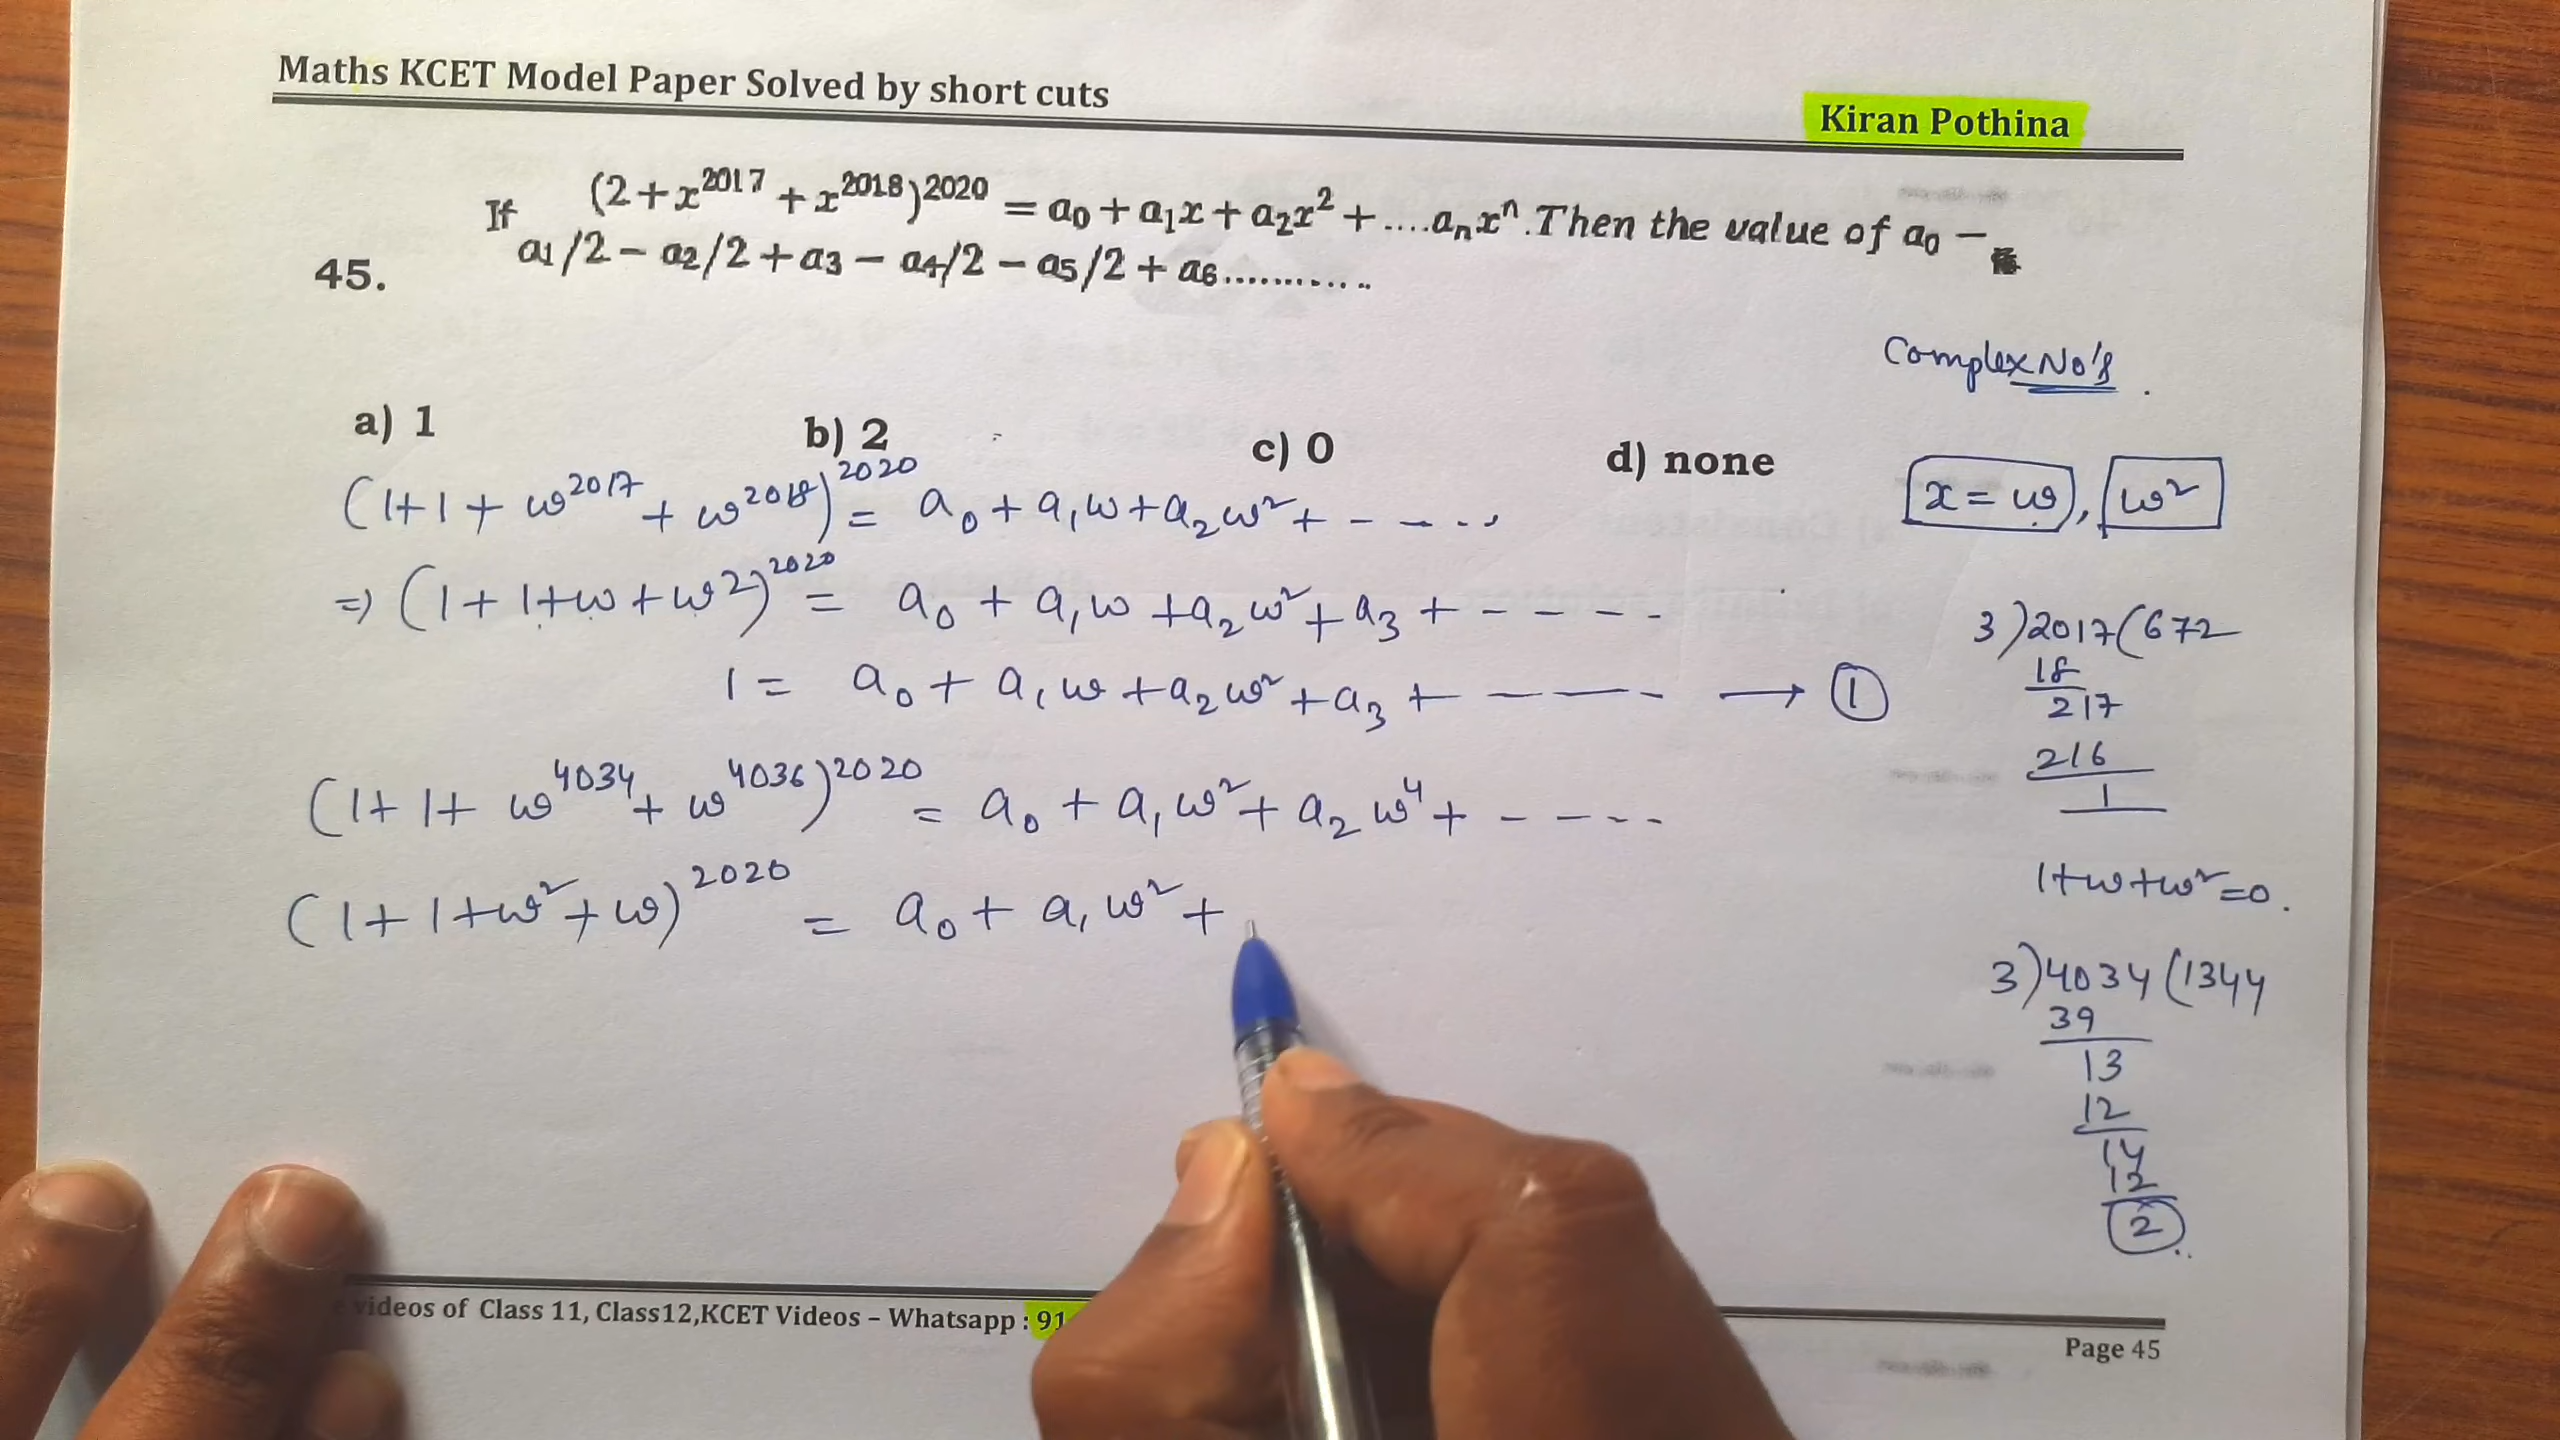 Maths KCET Model Paper Solved by short cuts
Kiran Pothina
If (2+x^2017 + x^2018)^2020 = a₀ + a₁x + a₂x² + ....aₙxⁿ. Then the value of a₀ −
45. a1/2 − a2/2 + a3 − a4/2 − a5/2 + a6............
Complex No's.
a) 1 b) 2 c) 0 d) none
x = ω, ω²
(1+1+ ω^2017 + ω^2018)^2020 = a₀ + a₁ω + a₂ω² + - - - - .
⇒ (1+1+ω+ω2)^2020 = a₀ + a₁ω + a₂ω² + a₃ + - - - -
1 = a₀ + a₁ω + a₂ω² + a₃ + - - - - → ①
(1+1+ ω^4034 + ω^4036)^2020 = a₀ + a₁ω² + a₂ω⁴ + - - - -
(1+1+ω²+ω)^2020 = a₀ + a₁ω² +
3)2017(672
18
217
216
1
1+ω+ω²=0.
3)4034(1344
39
13
12
14
12
2
videos of Class 11, Class12,KCET Videos – Whatsapp : 91
Page 45